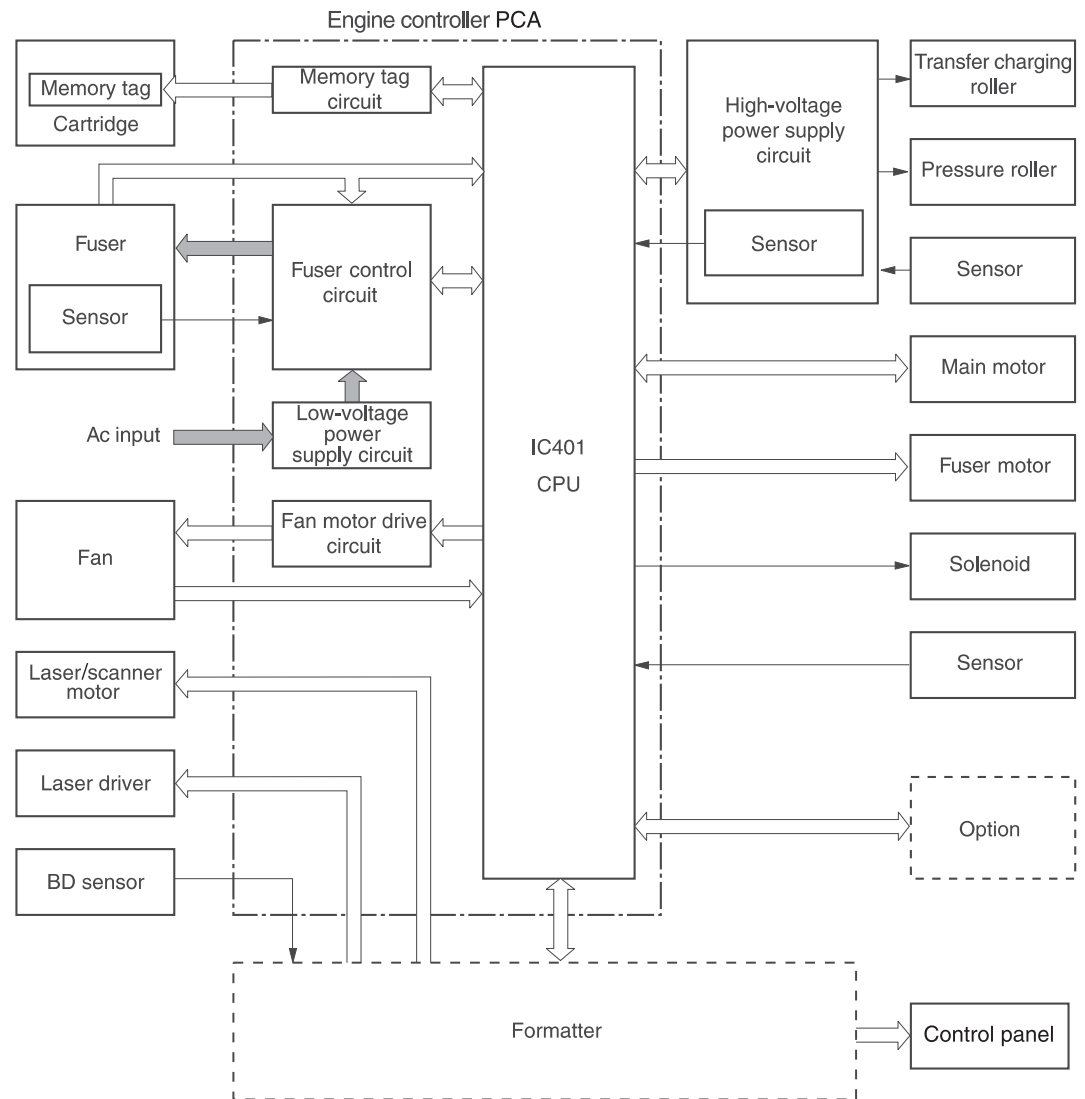 Engine controller PCA
Memory tag
Cartridge
Memory tag
circuit
High-voltage
power supply
circuit
Sensor
Transfer charging
roller
Pressure roller
Sensor
Fuser
Sensor
Fuser control
circuit
Ac input
Low-voltage
power
supply circuit
IC401
CPU
Main motor
Fuser motor
Fan
Fan motor drive
circuit
Solenoid
Sensor
Laser/scanner
motor
Laser driver
BD sensor
Option
Formatter
Control panel